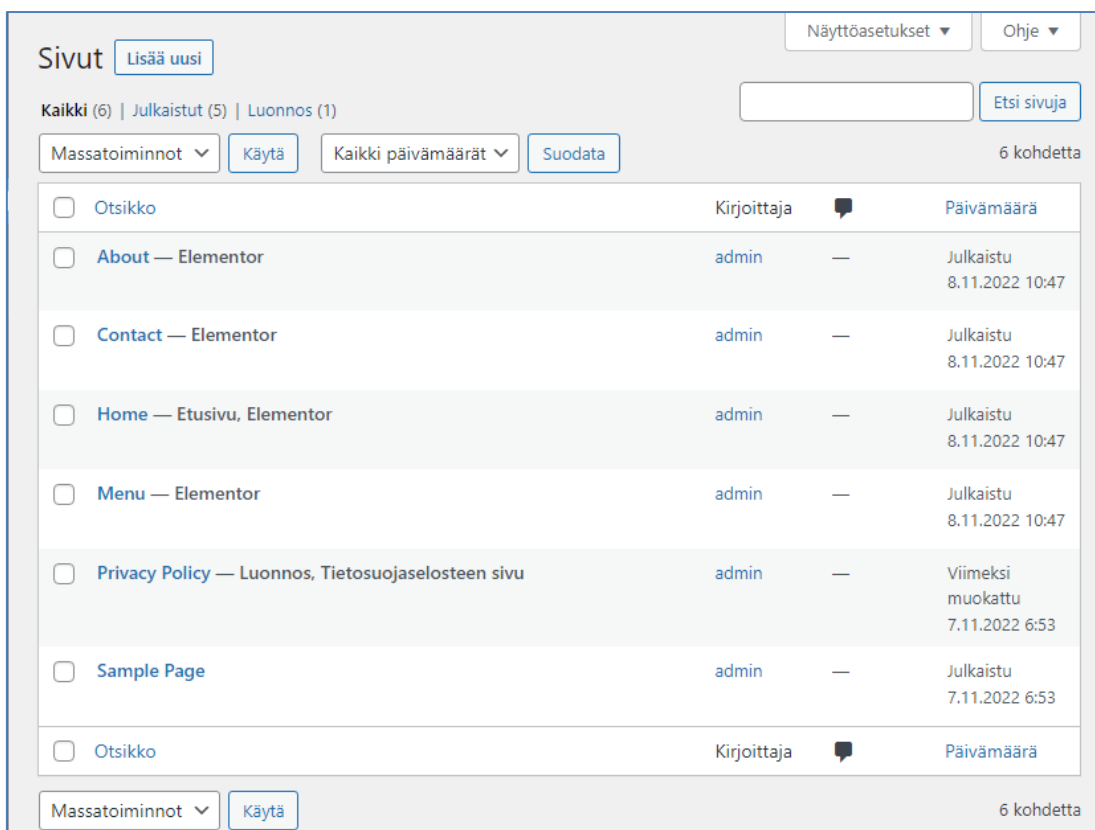 Näyttöasetukset ▼ Ohje ▼
Sivut Lisää uusi
Kaikki (6) | Julkaistut (5) | Luonnos (1) Etsi sivuja
Massatoiminnot Käytä Kaikki päivämäärät Suodata 6 kohdetta
Otsikko Kirjoittaja Päivämäärä
About — Elementor admin — Julkaistu
8.11.2022 10:47
Contact — Elementor admin — Julkaistu
8.11.2022 10:47
Home — Etusivu, Elementor admin — Julkaistu
8.11.2022 10:47
Menu — Elementor admin — Julkaistu
8.11.2022 10:47
Privacy Policy — Luonnos, Tietosuojaselosteen sivu admin — Viimeksi
muokattu
7.11.2022 6:53
Sample Page admin — Julkaistu
7.11.2022 6:53
Otsikko Kirjoittaja Päivämäärä
Massatoiminnot Käytä 6 kohdetta